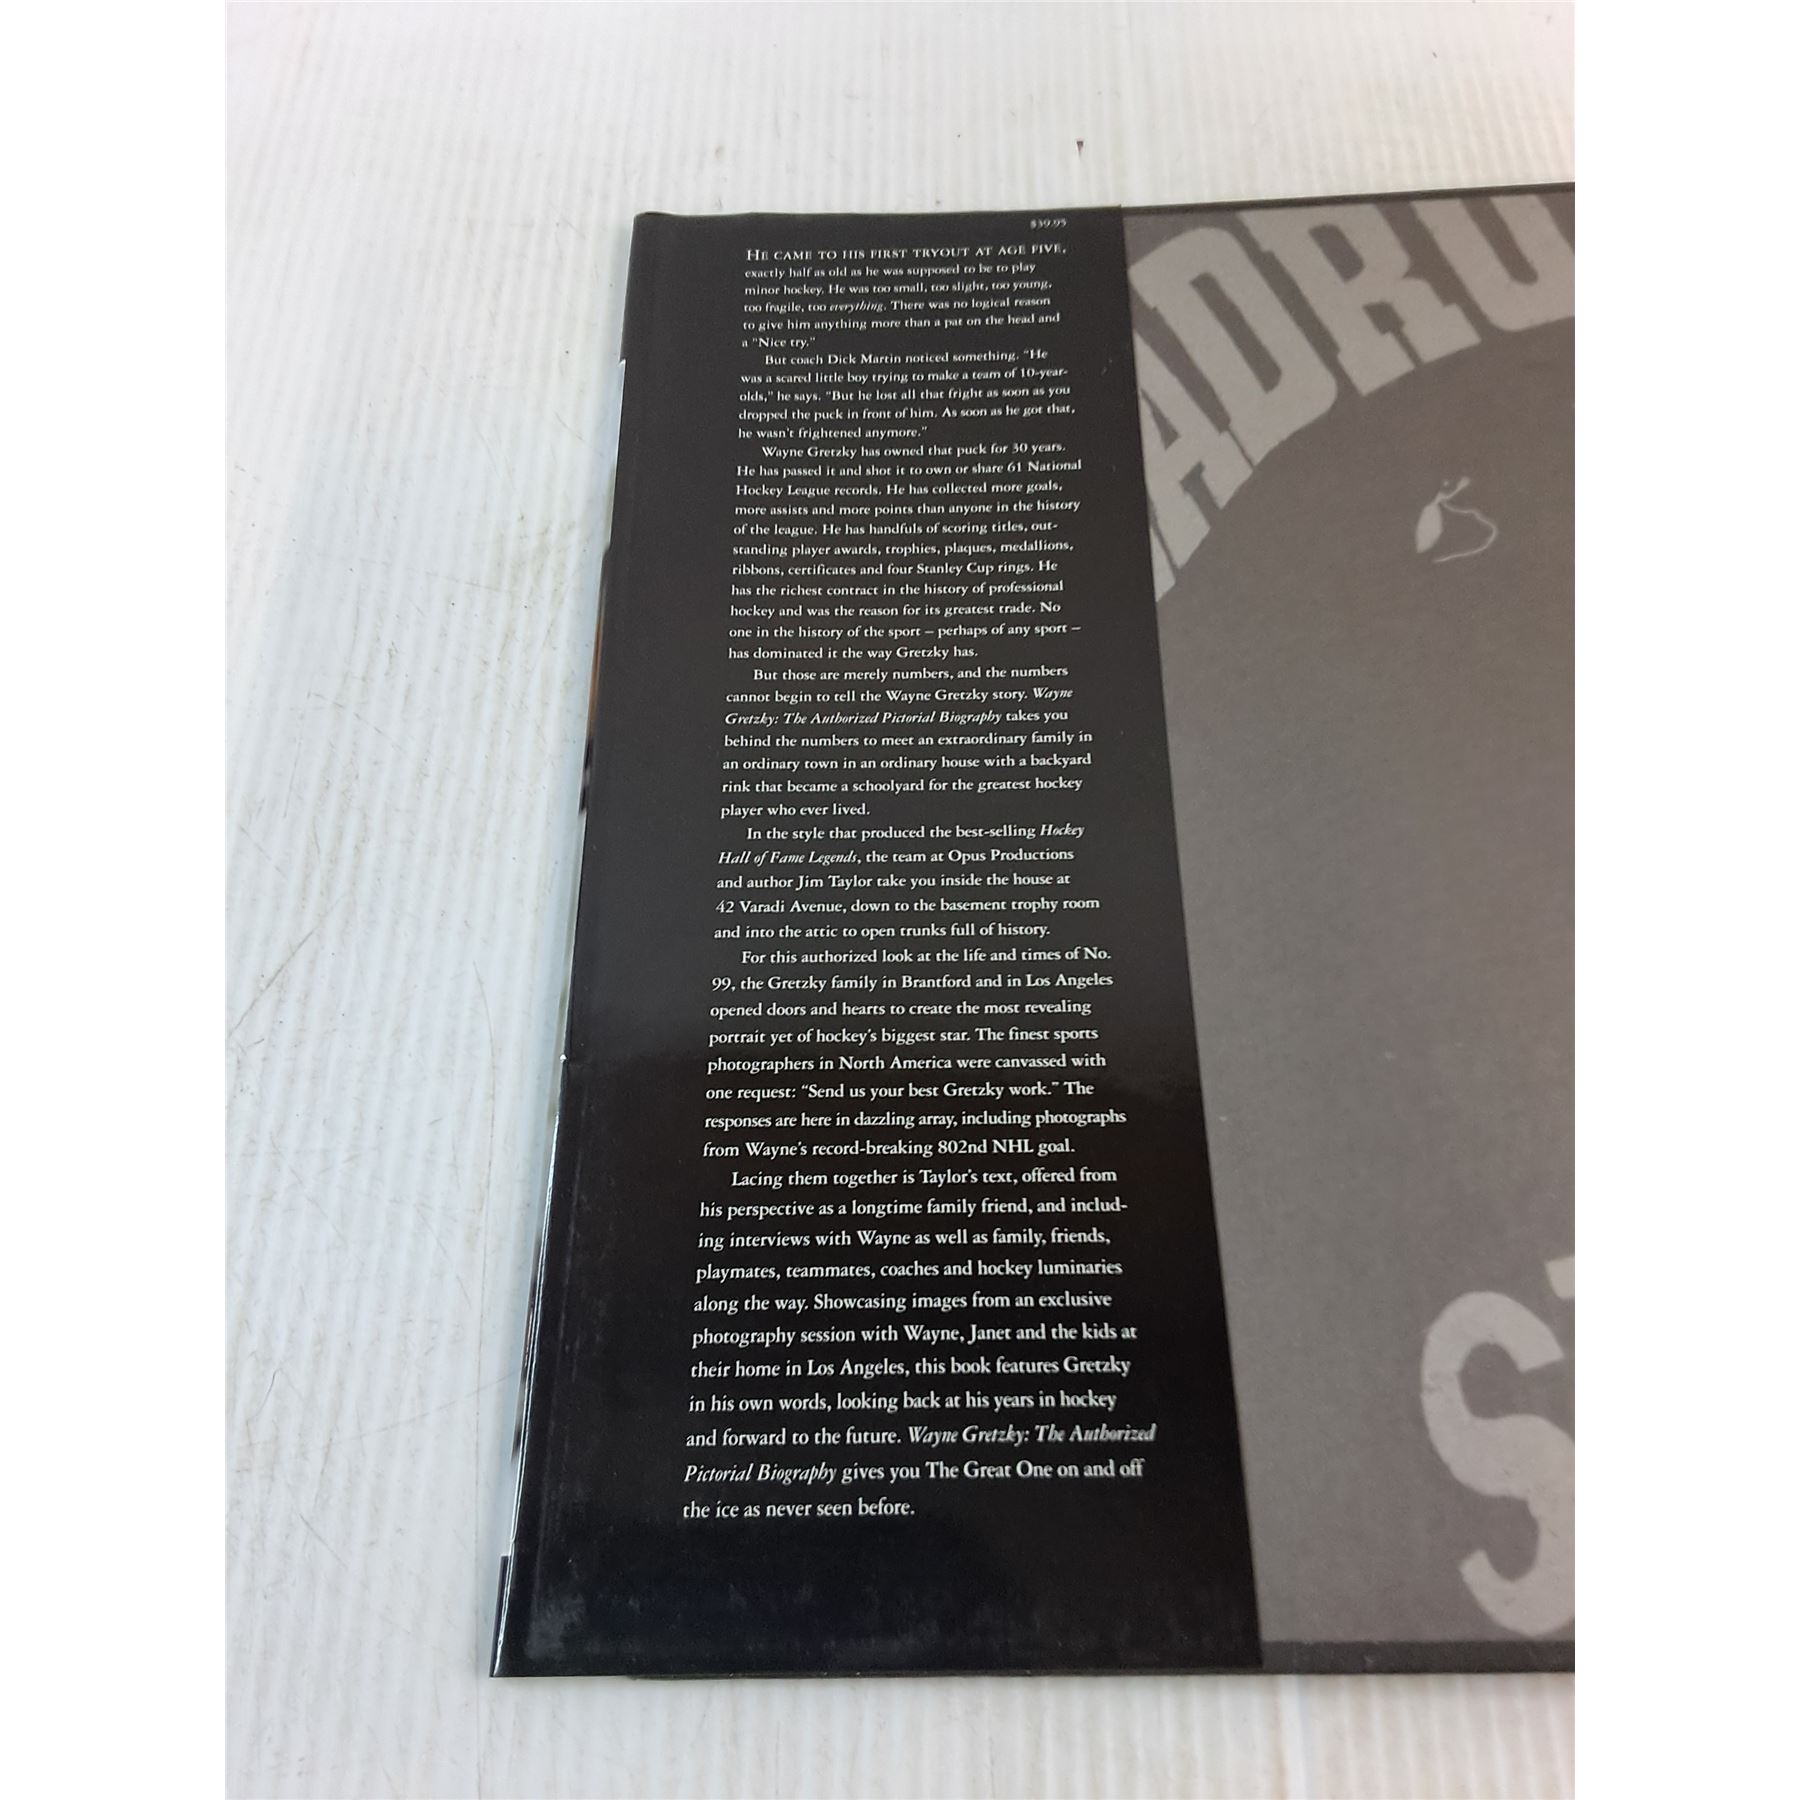 $39.95
HE CAME TO HIS FIRST TRYOUT AT AGE FIVE,
exactly half as old as he was supposed to be to play
minor hockey. He was too small, too slight, too young,
too fragile, too everything. There was no logical reason
to give him anything more than a pat on the head and
a "Nice try."
But coach Dick Martin noticed something. "He
was a scared little boy trying to make a team of 10-year-
olds," he says. "But he lost all that fright as soon as you
dropped the puck in front of him. As soon as he got that,
he wasn't frightened anymore."
Wayne Gretzky has owned that puck for 30 years.
He has passed it and shot it to own or share 61 National
Hockey League records. He has collected more goals,
more assists and more points than anyone in the history
of the league. He has handfuls of scoring titles, out-
standing player awards, trophies, plaques, medallions,
ribbons, certificates and four Stanley Cup rings. He
has the richest contract in the history of professional
hockey and was the reason for its greatest trade. No
one in the history of the sport – perhaps of any sport –
has dominated it the way Gretzky has.
But those are merely numbers, and the numbers
cannot begin to tell the Wayne Gretzky story. Wayne
Gretzky: The Authorized Pictorial Biography takes you
behind the numbers to meet an extraordinary family in
an ordinary town in an ordinary house with a backyard
rink that became a schoolyard for the greatest hockey
player who ever lived.
In the style that produced the best-selling Hockey
Hall of Fame Legends, the team at Opus Productions
and author Jim Taylor take you inside the house at
42 Varadi Avenue, down to the basement trophy room
and into the attic to open trunks full of history.
For this authorized look at the life and times of No.
99, the Gretzky family in Brantford and in Los Angeles
opened doors and hearts to create the most revealing
portrait yet of hockey's biggest star. The finest sports
photographers in North America were canvassed with
one request: "Send us your best Gretzky work." The
responses are here in dazzling array, including photographs
from Wayne's record-breaking 802nd NHL goal.
Lacing them together is Taylor's text, offered from
his perspective as a longtime family friend, and includ-
ing interviews with Wayne as well as family, friends,
playmates, teammates, coaches and hockey luminaries
along the way. Showcasing images from an exclusive
photography session with Wayne, Janet and the kids at
their home in Los Angeles, this book features Gretzky
in his own words, looking back at his years in hockey
and forward to the future. Wayne Gretzky: The Authorized
Pictorial Biography gives you The Great One on and off
the ice as never seen before.
ADRU
S